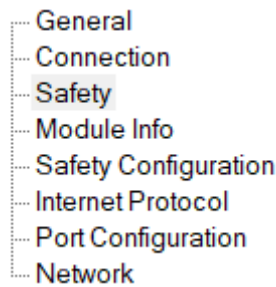 General
Connection
Safety
Module Info
Safety Configuration
Internet Protocol
Port Configuration
Network